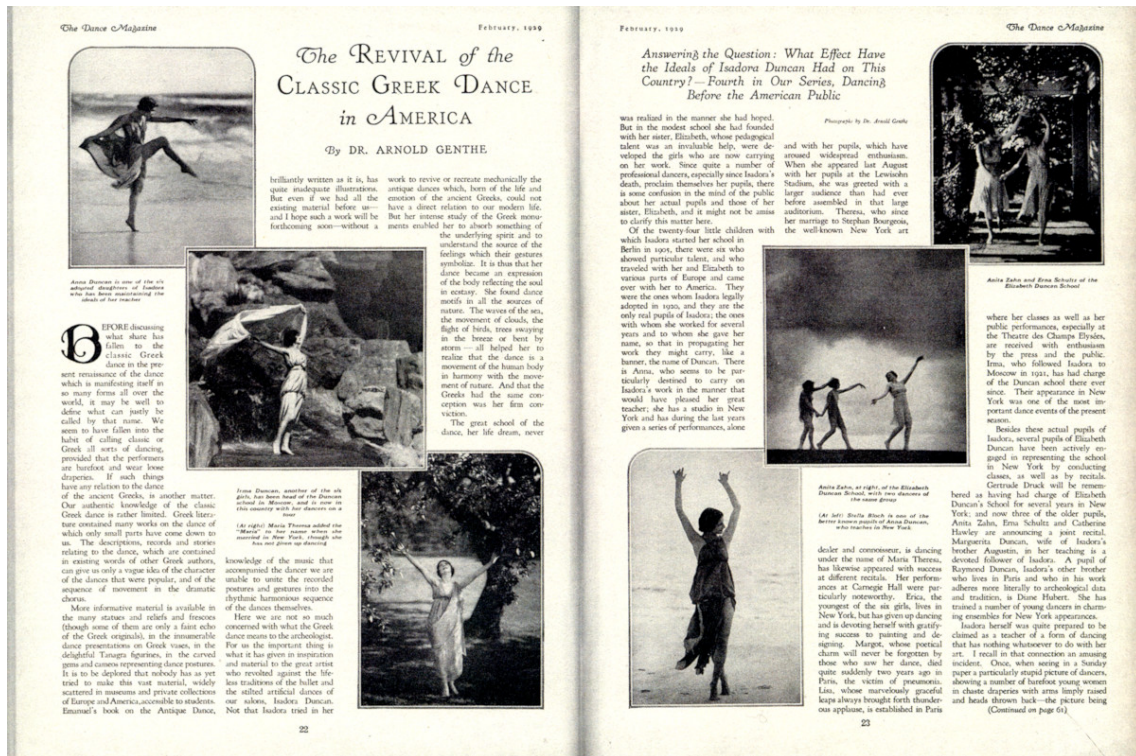 The Dance Magazine
February, 1929
The REVIVAL of the
CLASSIC GREEK DANCE
in AMERICA
By DR. ARNOLD GENTHE
Anna Duncan is one of the six
adopted daughters of Isadora
who has been maintaining the
ideals of her teacher
BEFORE discussing
what share has
fallen to the
classic Greek
dance in the pre-
sent renaissance of the dance
which is manifesting itself in
so many forms all over the
world, it may be well to
define what can justly be
called by that name. We
seem to have fallen into the
habit of calling classic or
Greek all sorts of dancing,
provided that the performers
are barefoot and wear loose
draperies. If such things
have any relation to the dance
of the ancient Greeks, is another matter.
Our authentic knowledge of the classic
Greek dance is rather limited. Greek litera-
ture contained many works on the dance of
which only small parts have come down to
us. The descriptions, records and stories
relating to the dance, which are contained
in existing works of other Greek authors,
can give us only a vague idea of the character
of the dances that were popular, and of the
sequence of movement in the dramatic
chorus.
More informative material is available in
the many statues and reliefs and frescoes
(though some of them are only a faint echo
of the Greek originals), in the innumerable
dance presentations on Greek vases, in the
delightful Tanagra figurines, in the carved
gems and cameos representing dance postures.
It is to be deplored that nobody has as yet
tried to make this vast material, widely
scattered in museums and private collections
of Europe and America, accessible to students.
Emanuel's book on the Antique Dance,
brilliantly written as it is, has
quite inadequate illustrations.
But even if we had all the
existing material before us—
and I hope such a work will be
forthcoming soon—without a
Irma Duncan, another of the six
girls, has been head of the Duncan
school in Moscow, and is now in
this country with her dancers on a
tour
(At right) Maria Theresa added the
"Maria" to her name when she
married in New York, though she
has not given up dancing
knowledge of the music that
accompanied the dancer we are
unable to unite the recorded
postures and gestures into the
rhythmic harmonious sequence
of the dances themselves.
Here we are not so much
concerned with what the Greek
dance means to the archeologist.
For us the important thing is
what it has given in inspiration
and material to the great artist
who revolted against the life-
less traditions of the ballet and
the stilted artificial dances of
our salons, Isadora Duncan.
Not that Isadora tried in her
work to revive or recreate mechanically the
antique dances which, born of the life and
emotion of the ancient Greeks, could not
have a direct relation to our modern life.
But her intense study of the Greek monu-
ments enabled her to absorb something of
the underlying spirit and to
understand the source of the
feelings which their gestures
symbolize. It is thus that her
dance became an expression
of the body reflecting the soul
in ecstasy. She found dance
motifs in all the sources of
nature. The waves of the sea,
the movement of clouds, the
flight of birds, trees swaying
in the breeze or bent by
storm — all helped her to
realize that the dance is a
movement of the human body
in harmony with the move-
ment of nature. And that the
Greeks had the same con-
ception was her firm con-
viction.
The great school of the
dance, her life dream, never
22
February, 1929
The Dance Magazine
Answering the Question: What Effect Have
the Ideals of Isadora Duncan Had on This
Country?—Fourth in Our Series, Dancing
Before the American Public
Photographs by Dr. Arnold Genthe
was realized in the manner she had hoped.
But in the modest school she had founded
with her sister, Elizabeth, whose pedagogical
talent was an invaluable help, were de-
veloped the girls who are now carrying
on her work. Since quite a number of
professional dancers, especially since Isadora's
death, proclaim themselves her pupils, there
is some confusion in the mind of the public
about her actual pupils and those of her
sister, Elizabeth, and it might not be amiss
to clarify this matter here.
Of the twenty-four little children with
which Isadora started her school in
Berlin in 1905, there were six who
showed particular talent, and who
traveled with her and Elizabeth to
various parts of Europe and came
over with her to America. They
were the ones whom Isadora legally
adopted in 1920, and they are the
only real pupils of Isadora; the ones
with whom she worked for several
years and to whom she gave her
name, so that in propagating her
work they might carry, like a
banner, the name of Duncan. There
is Anna, who seems to be par-
ticularly destined to carry on
Isadora's work in the manner that
would have pleased her great
teacher; she has a studio in New
York and has during the last years
given a series of performances, alone
and with her pupils, which have
aroused widespread enthusiasm.
When she appeared last August
with her pupils at the Lewisohn
Stadium, she was greeted with a
larger audience than had ever
before assembled in that large
auditorium. Theresa, who since
her marriage to Stephan Bourgeois,
the well-known New York art
Anita Zahn, at right, of the Elizabeth
Duncan School, with two dancers of
the same group
(At left) Stella Bloch is one of the
better known pupils of Anna Duncan,
who teaches in New York
dealer and connoisseur, is dancing
under the name of Maria Theresa,
has likewise appeared with success
at different recitals. Her perform-
ances at Carnegie Hall were par-
ticularly noteworthy. Erica, the
youngest of the six girls, lives in
New York, but has given up dancing
and is devoting herself with gratify-
ing success to painting and de-
signing. Margot, whose poetical
charm will never be forgotten by
those who saw her dance, died
quite suddenly two years ago in
Paris, the victim of pneumonia.
Lisa, whose marvelously graceful
leaps always brought forth thunder-
ous applause, is established in Paris
Anita Zahn and Erna Schultz of the
Elizabeth Duncan School
where her classes as well as her
public performances, especially at
the Theatre des Champs Elysées,
are received with enthusiasm
by the press and the public.
Irma, who followed Isadora to
Moscow in 1921, has had charge
of the Duncan school there ever
since. Their appearance in New
York was one of the most im-
portant dance events of the present
season.
Besides these actual pupils of
Isadora, several pupils of Elizabeth
Duncan have been actively en-
gaged in representing the school
in New York by conducting
classes, as well as by recitals.
Gertrude Druck will be remem-
bered as having had charge of Elizabeth
Duncan's School for several years in New
York; and now three of the older pupils,
Anita Zahn, Erna Schultz and Catherine
Hawley are announcing a joint recital.
Marguerita Duncan, wife of Isadora's
brother Augustin, in her teaching is a
devoted follower of Isadora. A pupil of
Raymond Duncan, Isadora's other brother
who lives in Paris and who in his work
adheres more literally to archeological data
and tradition, is Diane Hubert. She has
trained a number of young dancers in charm-
ing ensembles for New York appearances.
Isadora herself was quite prepared to be
claimed as a teacher of a form of dancing
that has nothing whatsoever to do with her
art. I recall in that connection an amusing
incident. Once, when seeing in a Sunday
paper a particularly stupid picture of dancers,
showing a number of barefoot young women
in chaste draperies with arms limply raised
and heads thrown back—the picture being
(Continued on page 61)
23